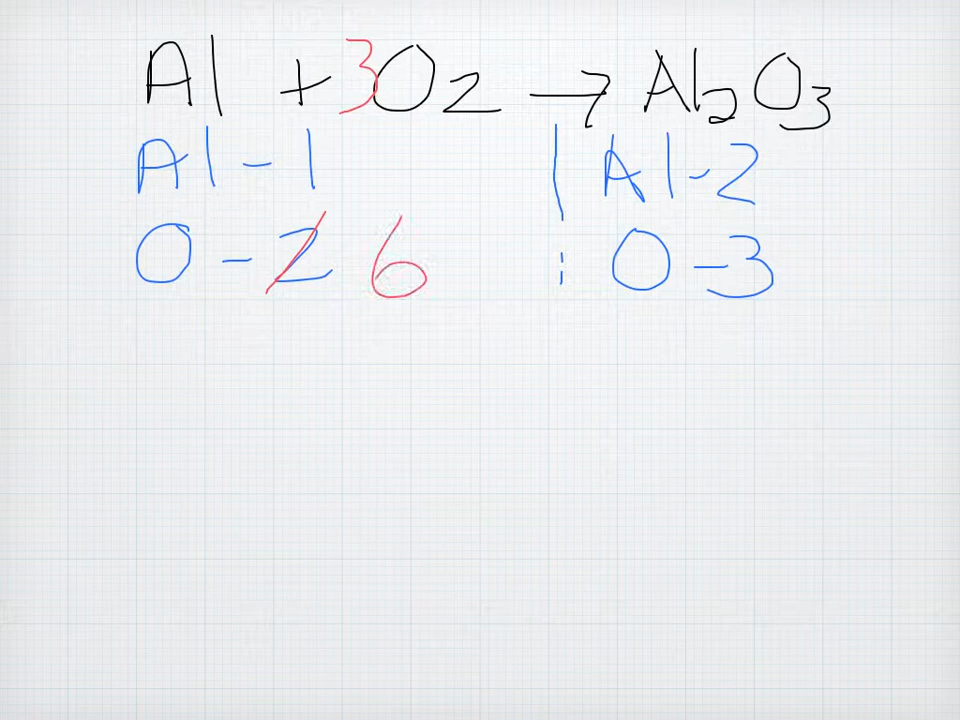 Al + 3O2 → Al2O3
Al - 1 | Al - 2
O - 2 6 ¦ O - 3